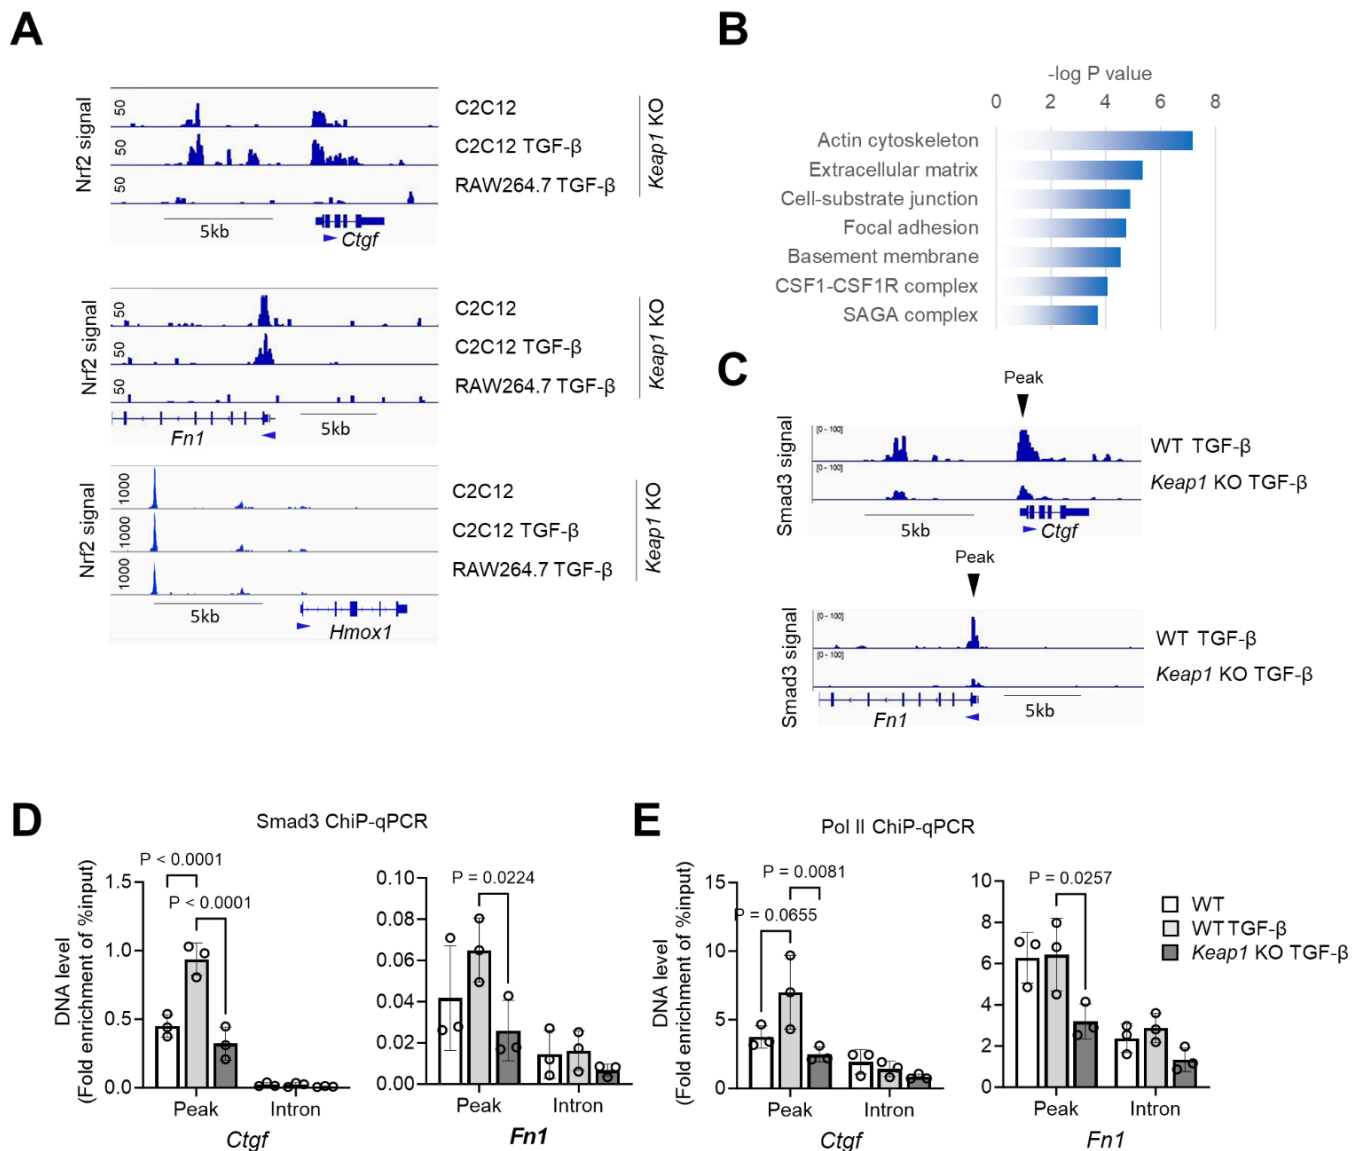 A
Nrf2 signal
50
C2C12
50
C2C12 TGF-β
50
RAW264.7 TGF-β
Keap1 KO
5kb
Ctgf
Nrf2 signal
50
C2C12
50
C2C12 TGF-β
50
RAW264.7 TGF-β
Keap1 KO
Fn1
5kb
Nrf2 signal
1000
C2C12
1000
C2C12 TGF-β
1000
RAW264.7 TGF-β
Keap1 KO
5kb
Hmox1
B
-log P value
0 2 4 6 8
Actin cytoskeleton
Extracellular matrix
Cell-substrate junction
Focal adhesion
Basement membrane
CSF1-CSF1R complex
SAGA complex
C
Peak
Smad3 signal
[0 - 100]
WT TGF-β
[0 - 100]
Keap1 KO TGF-β
5kb
Ctgf
Peak
Smad3 signal
[0 - 100]
WT TGF-β
[0 - 100]
Keap1 KO TGF-β
Fn1
5kb
D
Smad3 ChiP-qPCR
DNA level
(Fold enrichment of %input)
P < 0.0001
P < 0.0001
1.5
1.0
0.5
0.0
Peak Intron
Ctgf
P = 0.0224
0.10
0.08
0.06
0.04
0.02
0.00
Peak Intron
Fn1
E
Pol II ChiP-qPCR
DNA level
(Fold enrichment of %input)
P = 0.0081
P = 0.0655
15
10
5
0
Peak Intron
Ctgf
P = 0.0257
10
8
6
4
2
0
Peak Intron
Fn1
WT
WT TGF-β
Keap1 KO TGF-β